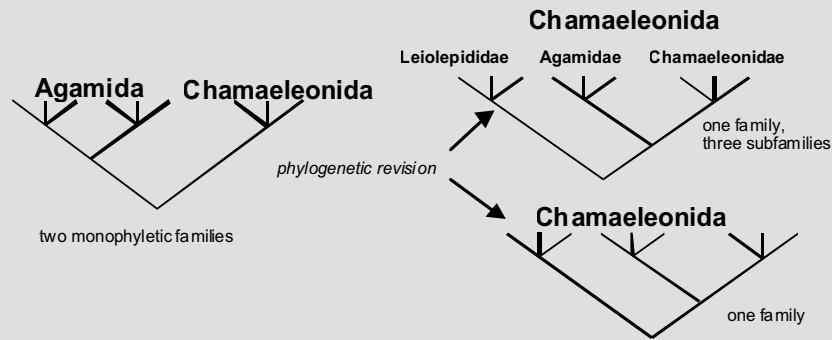 Agamida
Chamaeleonida
two monophyletic families
phylogenetic revision
Chamaeleonida
Leiolepididae
Agamidae
Chamaeleonidae
one family,
three subfamilies
Chamaeleonida
one family